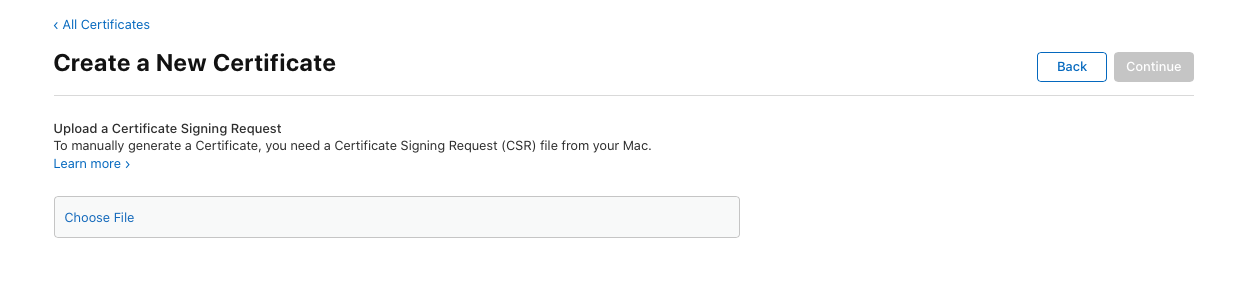 ‹ All Certificates
Create a New Certificate
Back
Continue
Upload a Certificate Signing Request
To manually generate a Certificate, you need a Certificate Signing Request (CSR) file from your Mac.
Learn more ›
Choose File